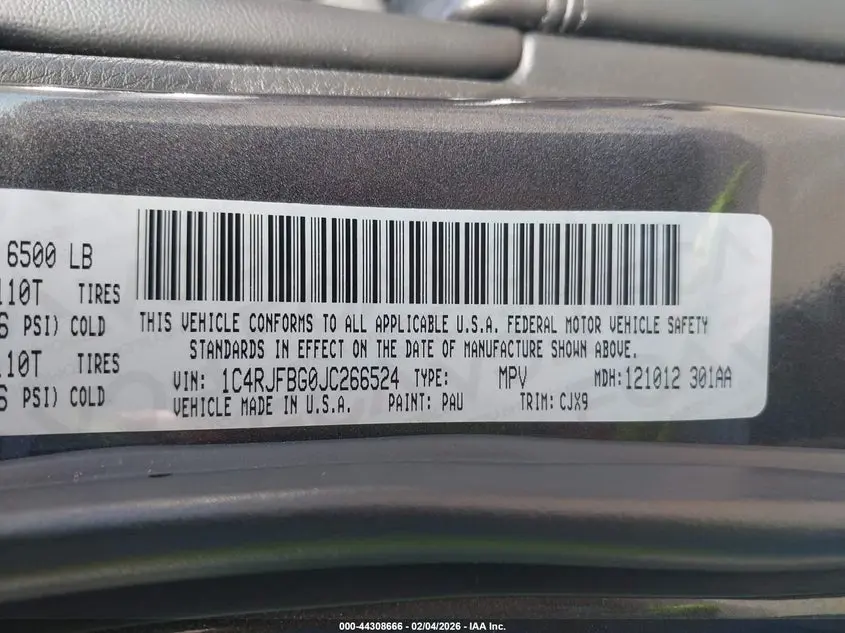 6500 LB
110T TIRES
PSI) COLD
110T TIRES
PSI) COLD
THIS VEHICLE CONFORMS TO ALL APPLICABLE U.S.A. FEDERAL MOTOR VEHICLE SAFETY
STANDARDS IN EFFECT ON THE DATE OF MANUFACTURE SHOWN ABOVE.
VIN: 1C4RJFBG0JC266524 TYPE: MPV MDH:121012 301AA
VEHICLE MADE IN U.S.A. PAINT: PAU TRIM: CJX9
000-44308666 - 02/04/2026 - IAA Inc.